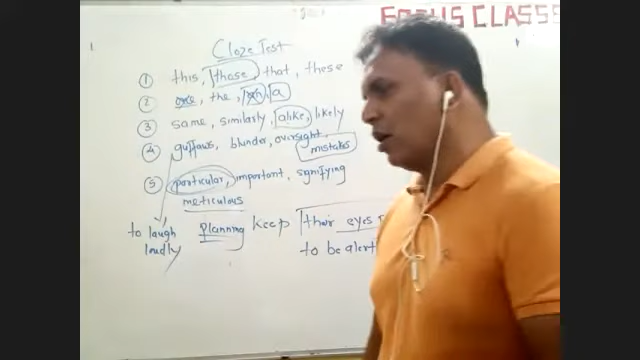 FOCUS CLASSES
Cloze Test
1 this, those, that, these
2 once, the, a
3 same, similarly, alike, likely
4 guffaws, blunder, oversight,
mistakes
5 particular, important, signifying
meticulous
to laugh
loudly
planning keep their eyes
to be alert